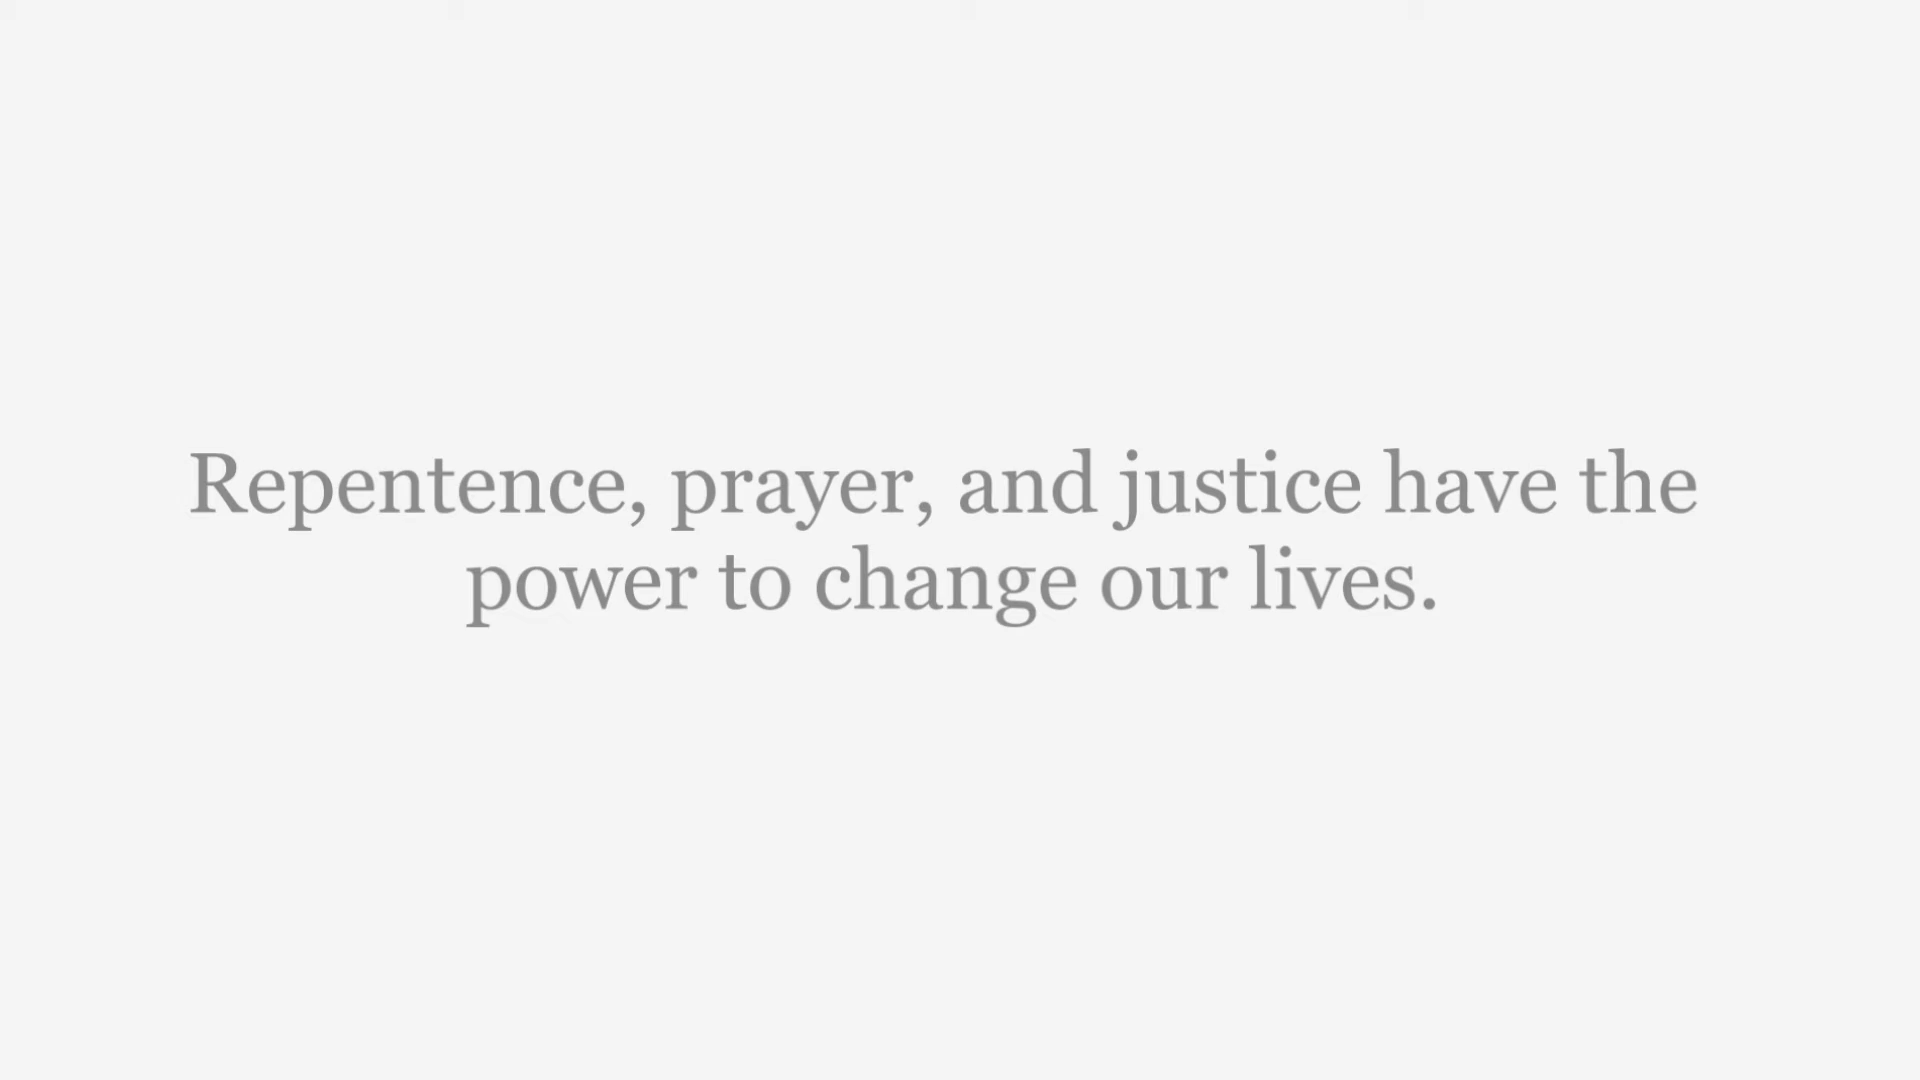 Repentence, prayer, and justice have the
power to change our lives.